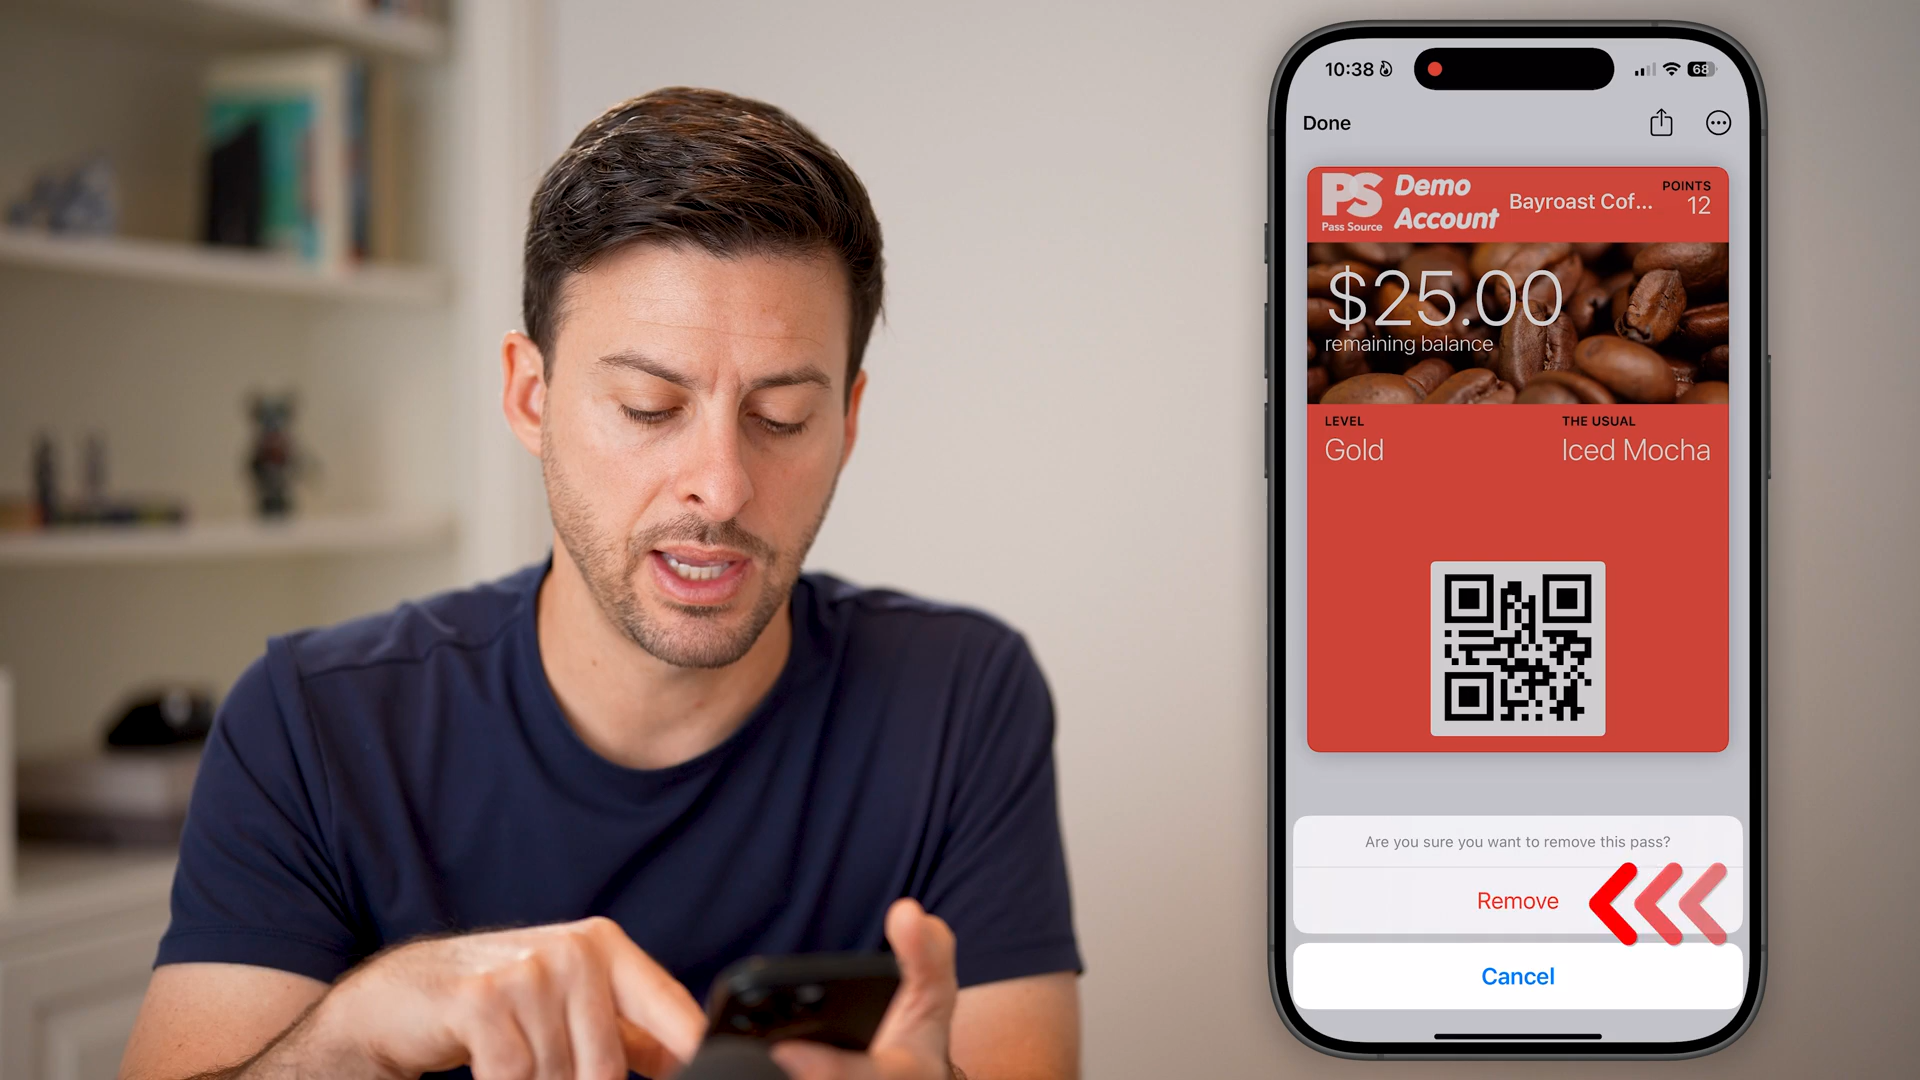 10:38
68
Done
PS
Pass Source
Demo
Account
Bayroast Cof...
POINTS
12
$25.00
remaining balance
LEVEL
Gold
THE USUAL
Iced Mocha
Are you sure you want to remove this pass?
Remove
Cancel